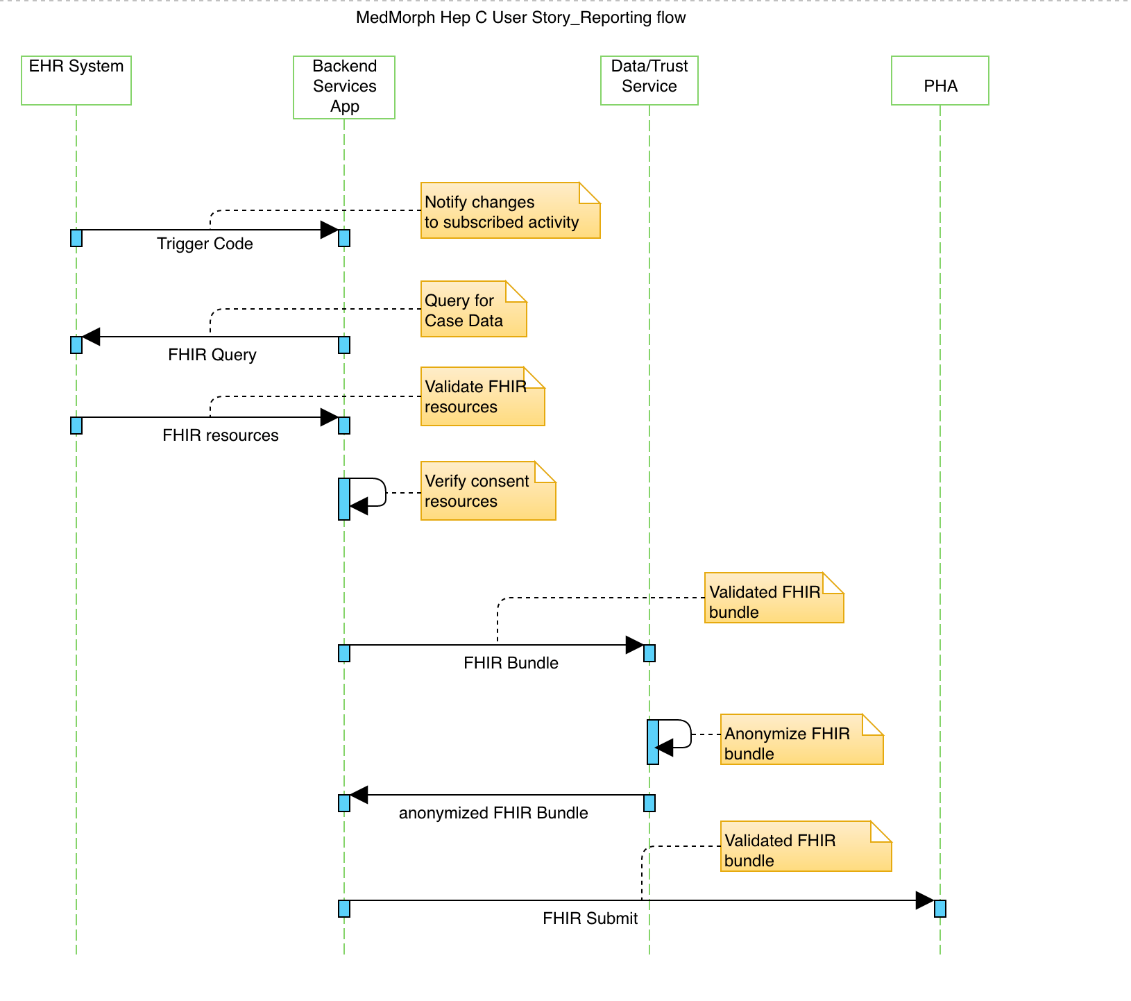 MedMorph Hep C User Story_Reporting flow
EHR System
Backend
Services
App
Data/Trust
Service
PHA
Notify changes
to subscribed activity
Trigger Code
Query for
Case Data
FHIR Query
Validate FHIR
resources
FHIR resources
Verify consent
resources
Validated FHIR
bundle
FHIR Bundle
Anonymize FHIR
bundle
anonymized FHIR Bundle
Validated FHIR
bundle
FHIR Submit